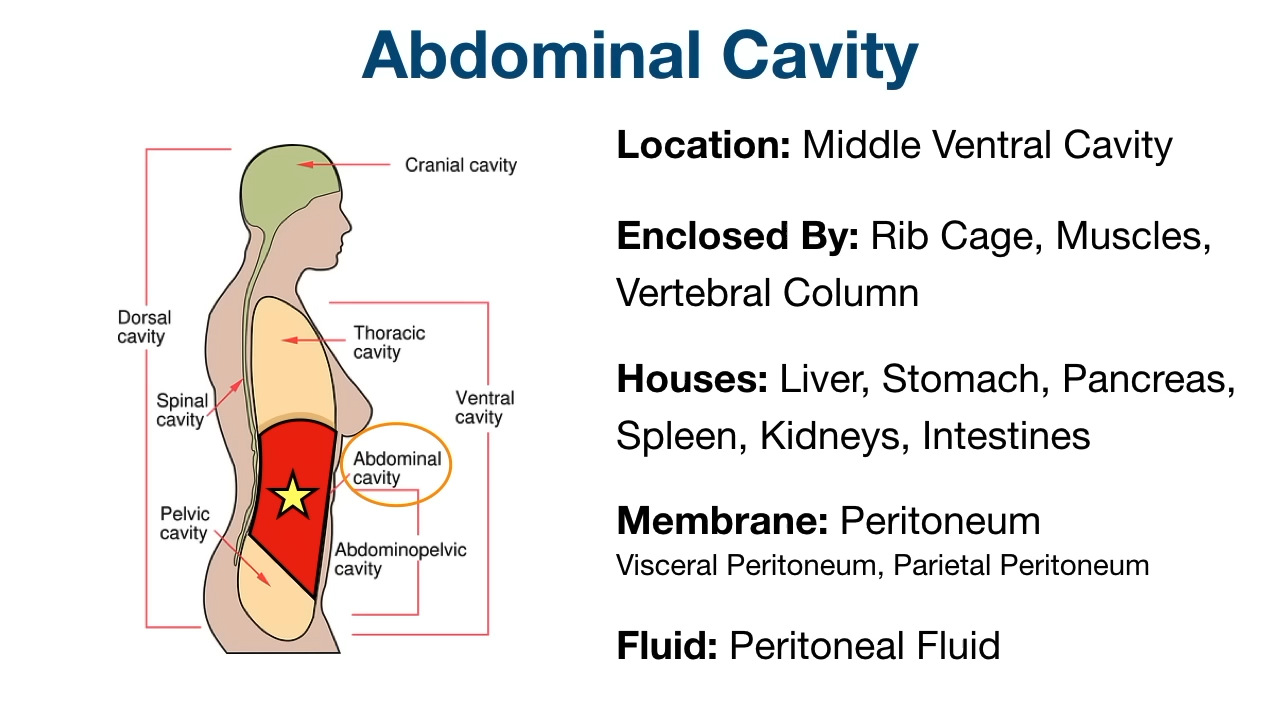 Abdominal Cavity
Cranial cavity
Dorsal
cavity
Thoracic
cavity
Spinal
cavity
Ventral
cavity
Abdominal
cavity
Pelvic
cavity
Abdominopelvic
cavity
Location: Middle Ventral Cavity
Enclosed By: Rib Cage, Muscles,
Vertebral Column
Houses: Liver, Stomach, Pancreas,
Spleen, Kidneys, Intestines
Membrane: Peritoneum
Visceral Peritoneum, Parietal Peritoneum
Fluid: Peritoneal Fluid